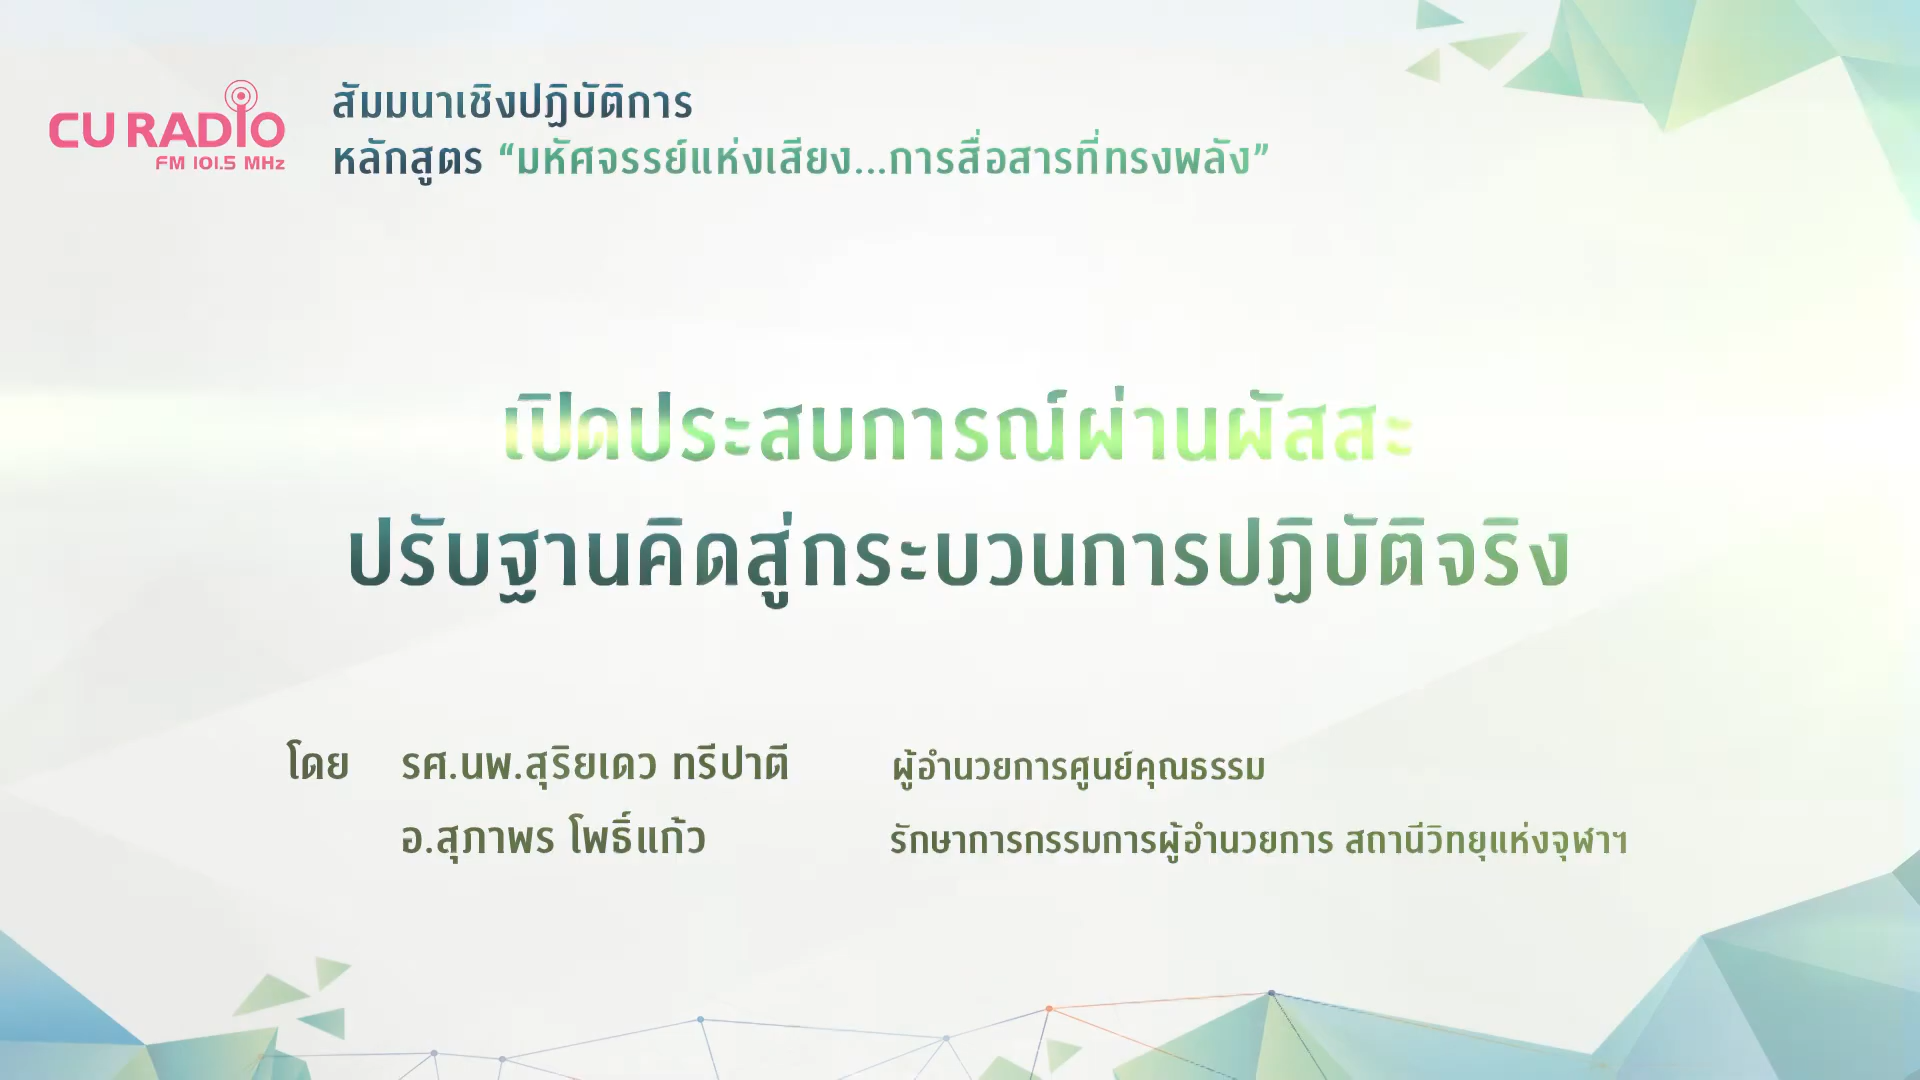 CU RADIO
FM 101.5 MHz
สัมมนาเชิงปฏิบัติการ
หลักสูตร “มหัศจรรย์แห่งเสียง...การสื่อสารที่ทรงพลัง”
เปิดประสบการณ์ผ่านผัสสะ
ปรับฐานคิดสู่กระบวนการปฏิบัติจริง
โดย รศ.นพ.สุริยเดว ทรีปาตี ผู้อำนวยการศูนย์คุณธรรม
อ.สุภาพร โพธิ์แก้ว รักษาการกรรมการผู้อำนวยการ สถานีวิทยุแห่งจุฬาฯ